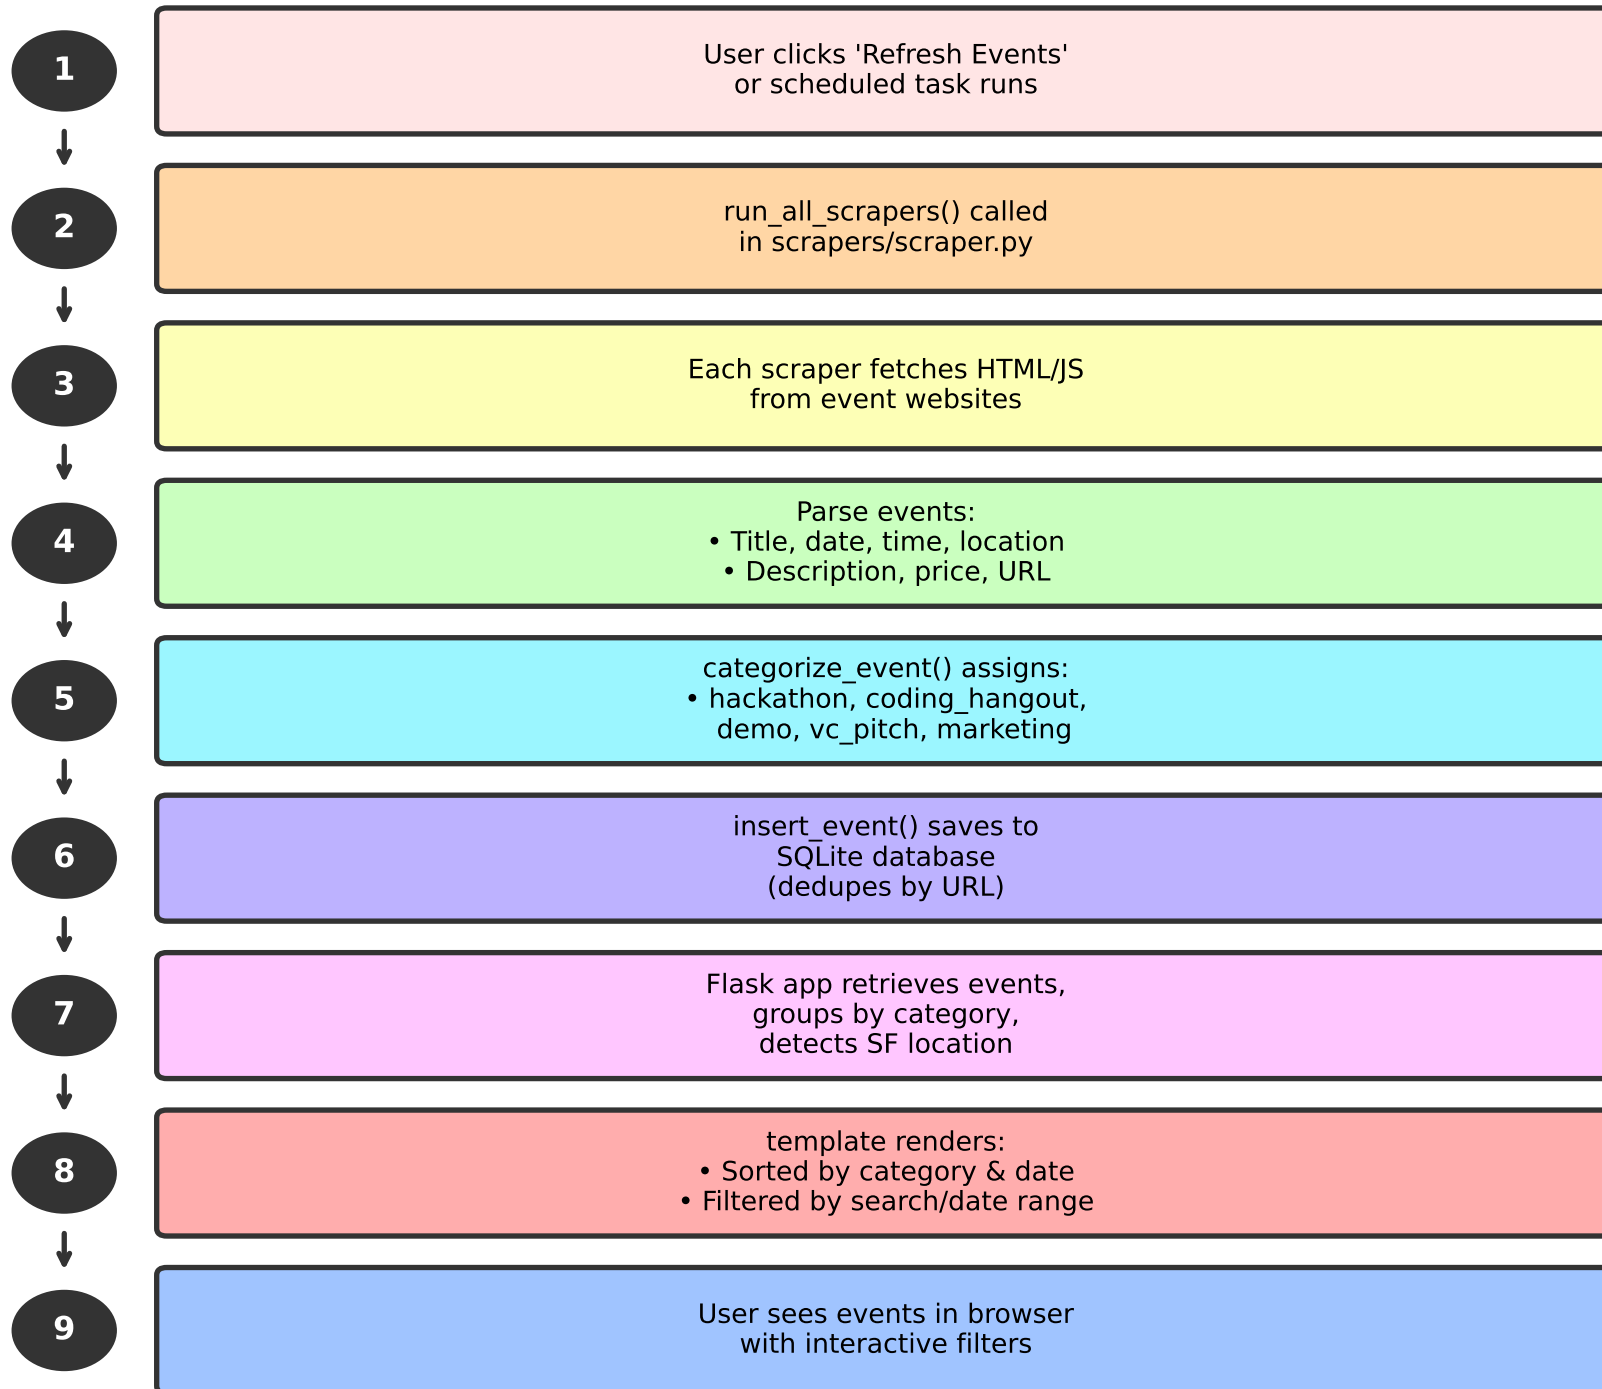 1
User clicks 'Refresh Events'
or scheduled task runs
2
run_all_scrapers() called
in scrapers/scraper.py
3
Each scraper fetches HTML/JS
from event websites
4
Parse events:
• Title, date, time, location
• Description, price, URL
5
categorize_event() assigns:
• hackathon, coding_hangout,
demo, vc_pitch, marketing
6
insert_event() saves to
SQLite database
(dedupes by URL)
7
Flask app retrieves events,
groups by category,
detects SF location
8
template renders:
• Sorted by category & date
• Filtered by search/date range
9
User sees events in browser
with interactive filters